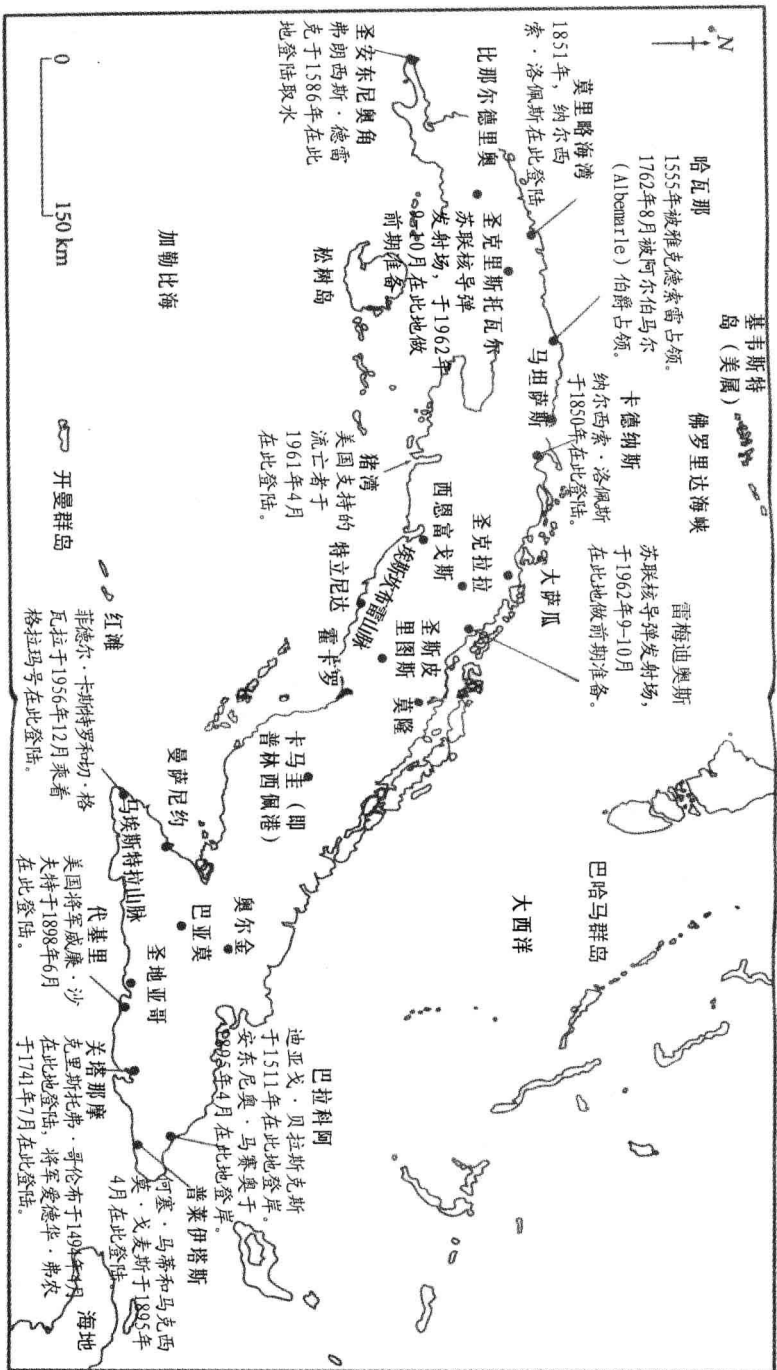 N
基韦斯特
岛（美属）
佛罗里达海峡
哈瓦那
1555年被雅克德索雷占领。
1762年8月被阿尔伯马尔
（Albemarle）伯爵占领。
莫里略海湾
1851年，纳尔西
索·洛佩斯在此登陆
比那尔德里奥
圣安东尼奥角
弗朗西斯·德雷
克于1586年在此
地登陆取水
圣克里斯托瓦尔
苏联核导弹
发射场，于1962年
9-10月在此地做
前期准备
马坦萨斯
卡德纳斯
纳尔西索·洛佩斯
于1850年在此登陆。
雷梅迪奥斯
苏联核导弹发射场，
于1962年9-10月
在此地做前期准备。
大萨瓜
圣克拉拉
西恩富戈斯
猪湾
美国支持的
流亡者于
1961年4月
在此登陆。
松树岛
加勒比海
特立尼达
圣斯皮
里图斯
莫隆
霍卡罗
卡马圭（即
普林西佩港）
巴哈马群岛
大西洋
开曼群岛
红滩
菲德尔·卡斯特罗和切·格
瓦拉于1956年12月乘着
格拉玛号在此登陆。
曼萨尼约
马埃斯特拉山脉
奥尔金
巴亚莫
圣地亚哥
代基里
美国将军威廉·沙
夫特于1898年6月
在此登陆。
关塔那摩
克里斯托弗·哥伦布于1494年4月
在此地登陆，将军爱德华·弗农
于1741年7月在此登陆。
巴拉科阿
迪亚戈·贝拉斯克斯
于1511年在此地登岸。
安东尼奥·马赛奥于
1895年4月在此地登岸。
普莱伊塔斯
何塞·马蒂和马克西
莫·戈麦斯于1895年
4月在此登陆。
海地
0
150 km